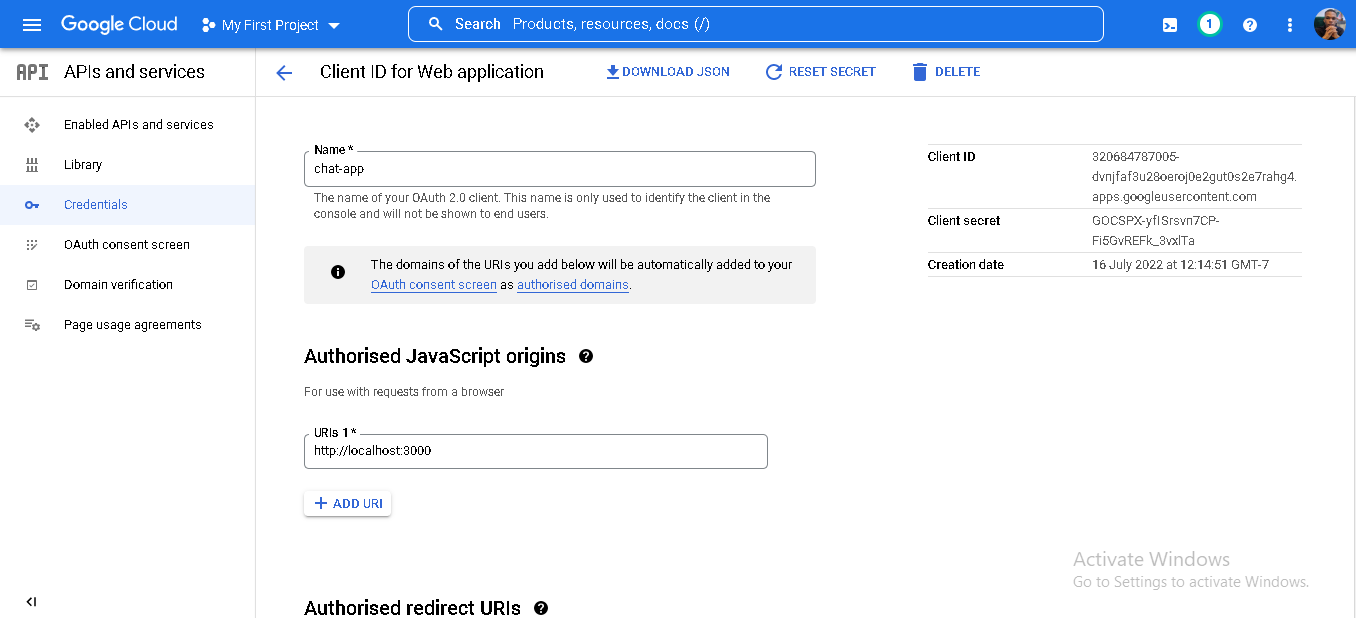 Google Cloud
My First Project
Search Products, resources, docs (/)
1
API APIs and services
Client ID for Web application
DOWNLOAD JSON
RESET SECRET
DELETE
Enabled APIs and services
Library
Credentials
OAuth consent screen
Domain verification
Page usage agreements
Name *
chat-app
The name of your OAuth 2.0 client. This name is only used to identify the client in the
console and will not be shown to end users.
The domains of the URIs you add below will be automatically added to your
OAuth consent screen as authorised domains.
Authorised JavaScript origins
For use with requests from a browser
URIs 1 *
http://localhost:3000
ADD URI
Authorised redirect URIs
Client ID
320684787005-
dvnjfaf3u28oeroj0e2gut0s2e7rahg4.
apps.googleusercontent.com
Client secret
GOCSPX-yfISrsvn7CP-
Fi5GvREFk_3vxlTa
Creation date
16 July 2022 at 12:14:51 GMT-7
Activate Windows
Go to Settings to activate Windows.